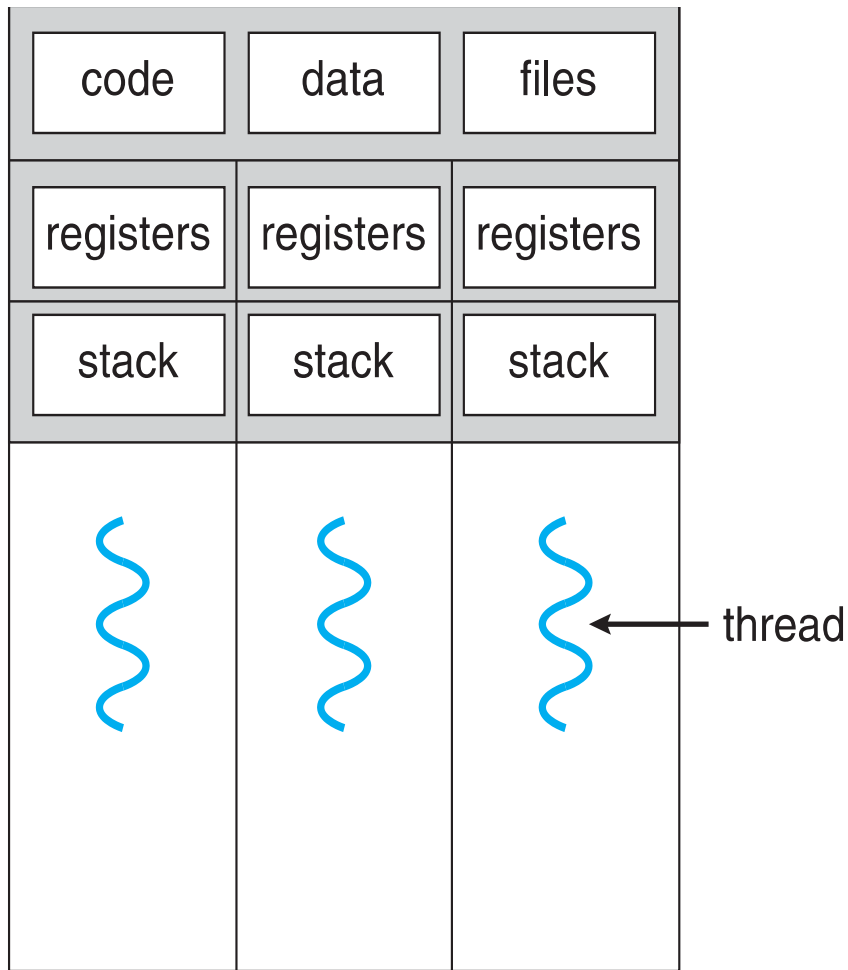 code data files
registers registers registers
stack stack stack
thread